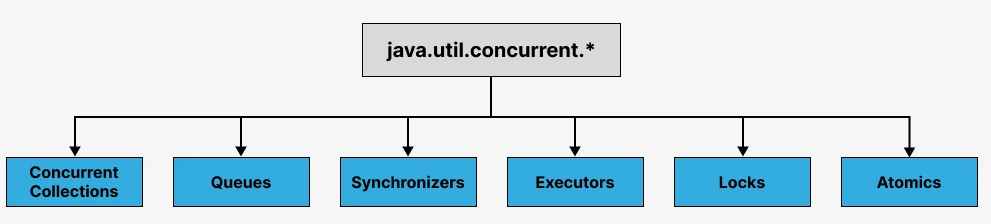 java.util.concurrent.*
Concurrent
Collections
Queues
Synchronizers
Executors
Locks
Atomics